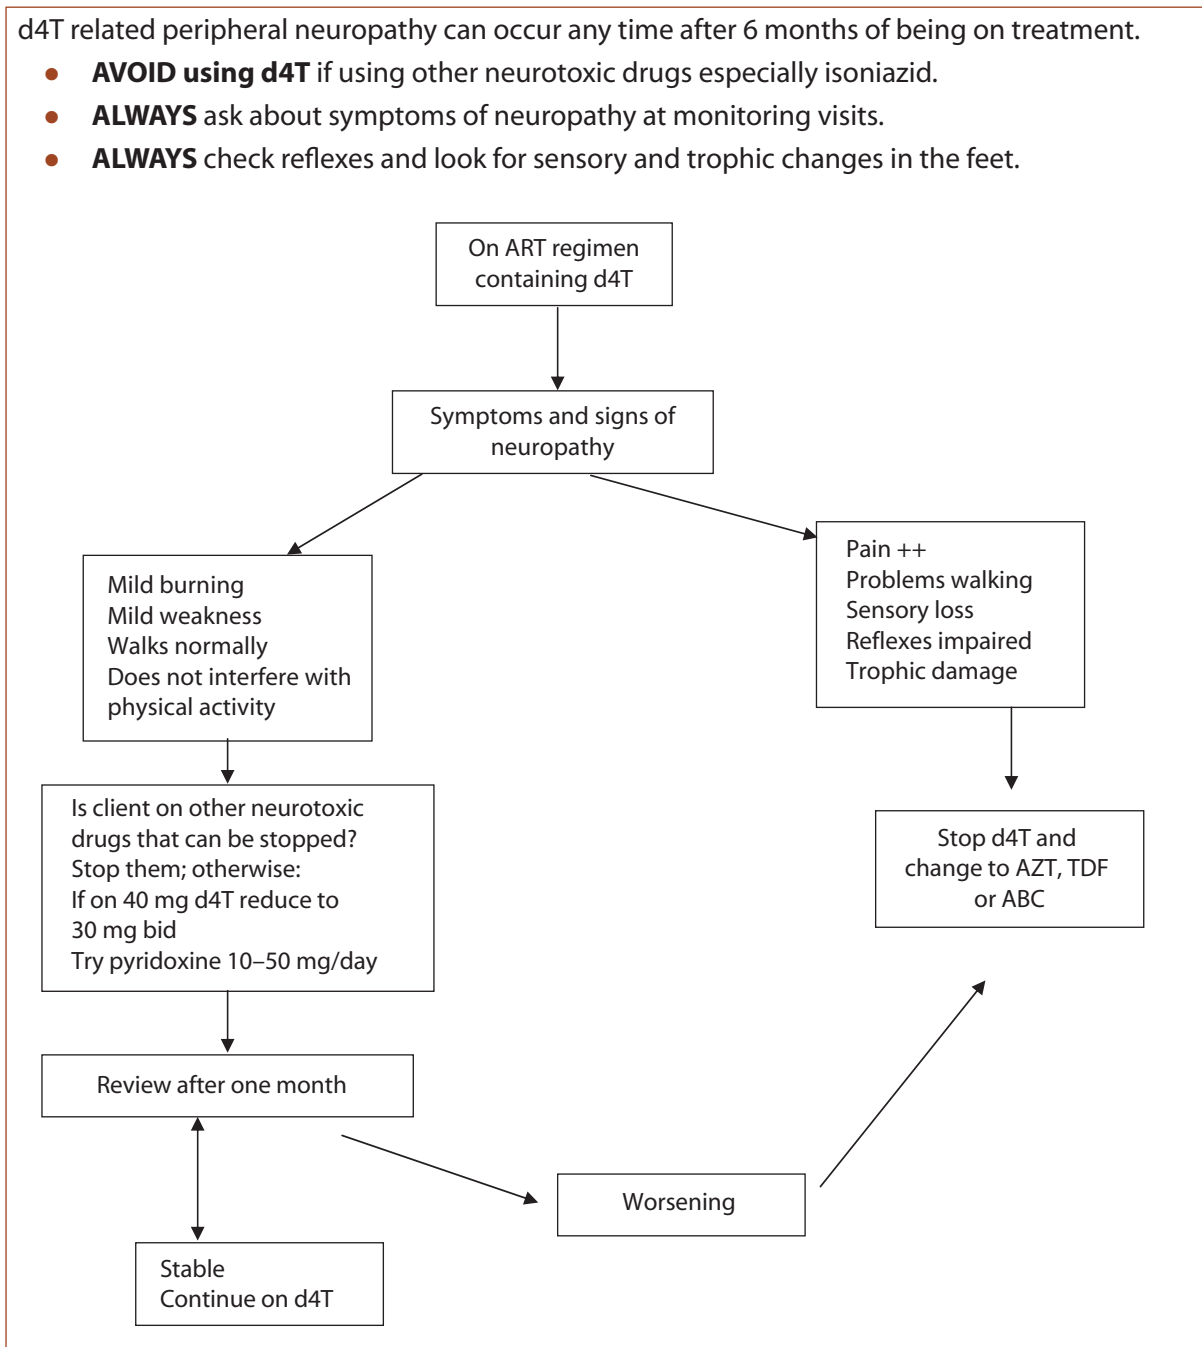 d4T related peripheral neuropathy can occur any time after 6 months of being on treatment.
● AVOID using d4T if using other neurotoxic drugs especially isoniazid.
● ALWAYS ask about symptoms of neuropathy at monitoring visits.
● ALWAYS check reflexes and look for sensory and trophic changes in the feet.
On ART regimen
containing d4T
Symptoms and signs of
neuropathy
Mild burning
Mild weakness
Walks normally
Does not interfere with
physical activity
Pain ++
Problems walking
Sensory loss
Reflexes impaired
Trophic damage
Is client on other neurotoxic
drugs that can be stopped?
Stop them; otherwise:
If on 40 mg d4T reduce to
30 mg bid
Try pyridoxine 10–50 mg/day
Stop d4T and
change to AZT, TDF
or ABC
Review after one month
Worsening
Stable
Continue on d4T